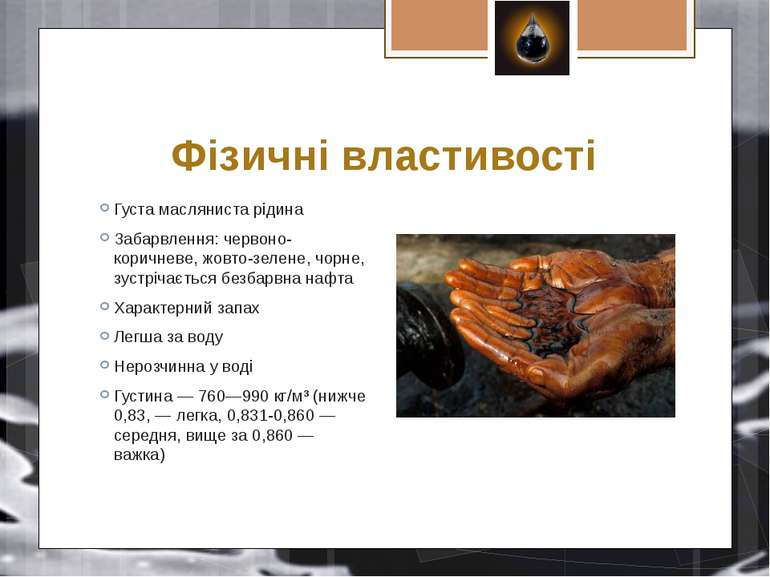 Фізичні властивості
Густа масляниста рідина
Забарвлення: червоно-
коричневе, жовто-зелене, чорне,
зустрічається безбарвна нафта
Характерний запах
Легша за воду
Нерозчинна у воді
Густина — 760—990 кг/м³ (нижче
0,83, — легка, 0,831-0,860 —
середня, вище за 0,860 —
важка)